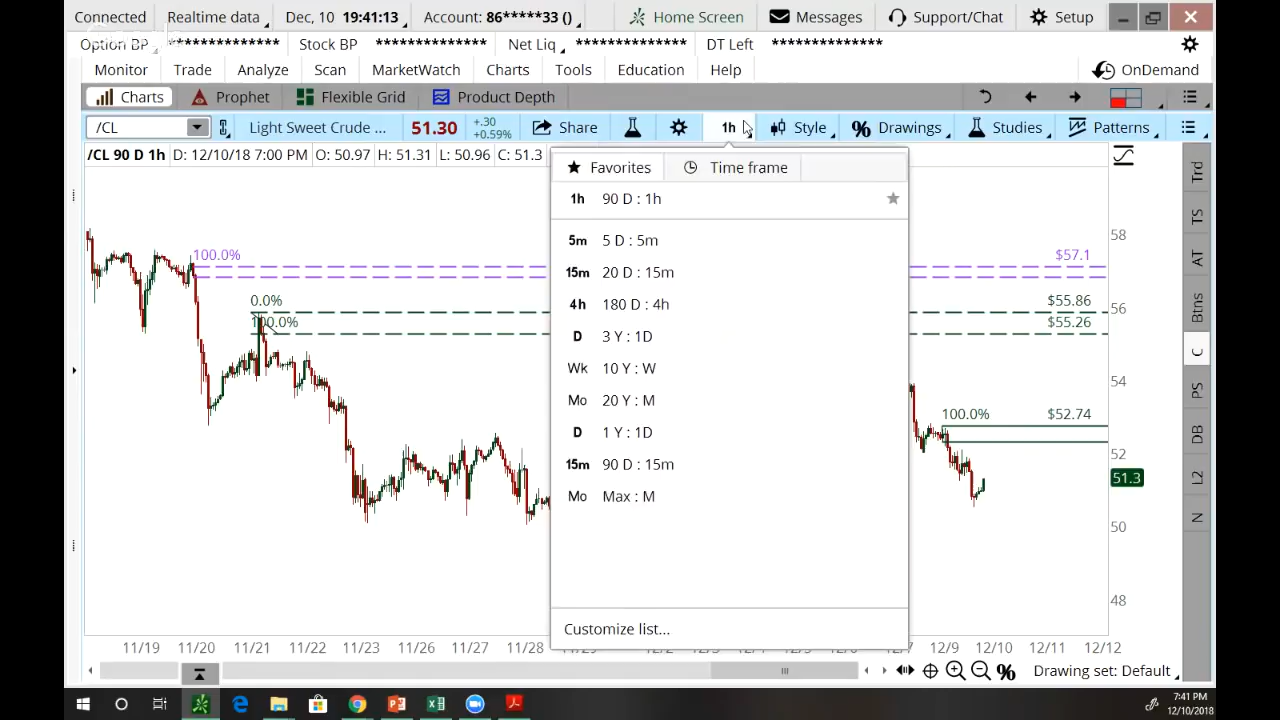 Connected Realtime data Dec, 10 19:41:13 Account: 86*****33 () Home Screen Messages Support/Chat Setup
Option BP ************** Stock BP ************** Net Liq ************** DT Left **************
Monitor Trade Analyze Scan MarketWatch Charts Tools Education Help OnDemand
Charts Prophet Flexible Grid Product Depth
/CL Light Sweet Crude ... 51.30 +.30 +0.59% Share 1h Style Drawings Studies Patterns
/CL 90 D 1h D: 12/10/18 7:00 PM O: 50.97 H: 51.31 L: 50.96 C: 51.3
Favorites Time frame
1h 90 D : 1h
5m 5 D : 5m
15m 20 D : 15m
4h 180 D : 4h
D 3 Y : 1D
Wk 10 Y : W
Mo 20 Y : M
D 1 Y : 1D
15m 90 D : 15m
Mo Max : M
Customize list...
100.0% $57.1
0.0% $55.86
100.0% $55.26
100.0% $52.74
58
56
54
52
51.3
50
48
Trd
TS
AT
Btns
C
PS
DB
L2
N
11/19 11/20 11/21 11/22 11/23 11/26 11/27 11/28 12/10 12/11 12/12
Drawing set: Default
7:41 PM
12/10/2018